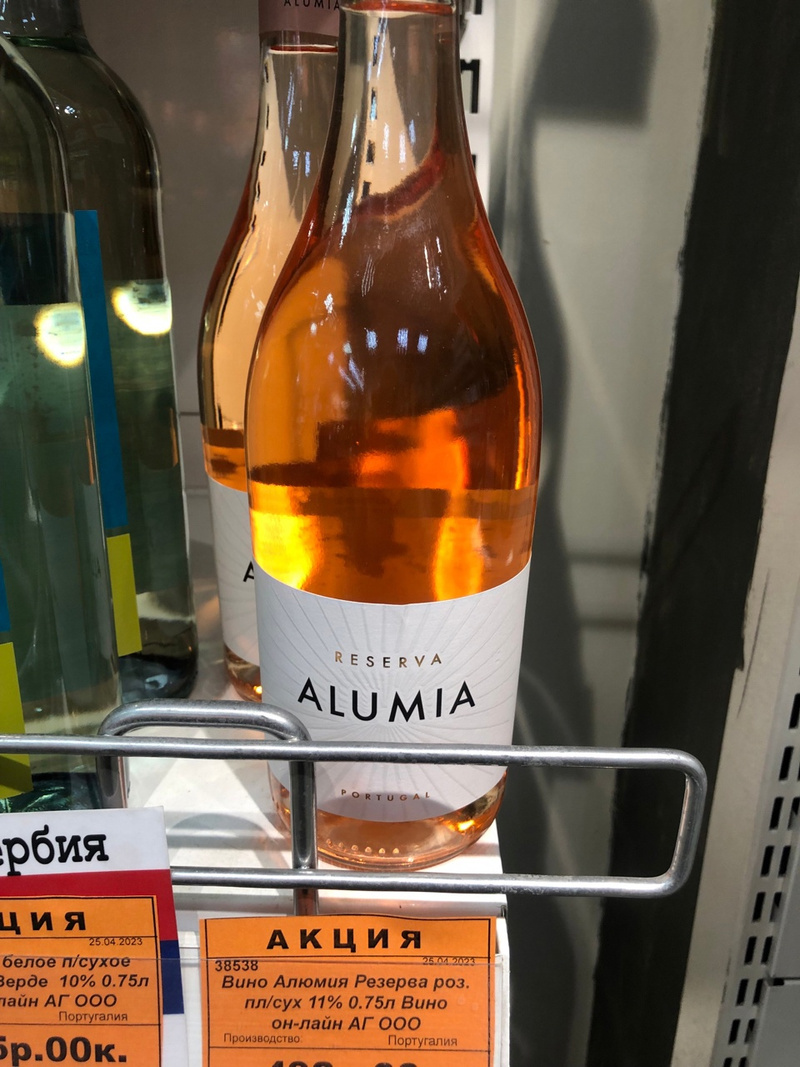 ALUMIA
RESERVA
ALUMIA
PORTUGAL
ербия
ЦИЯ
25.04.2023
белое п/сухое
Верде 10% 0.75л
лайн АГ ООО
Португалия
5р.00к.
АКЦИЯ
38538
25.04.2023
Вино Алюмия Резерва роз.
пл/сух 11% 0.75Л Вино
он-лайн АГ ООО
Производство: Португалия